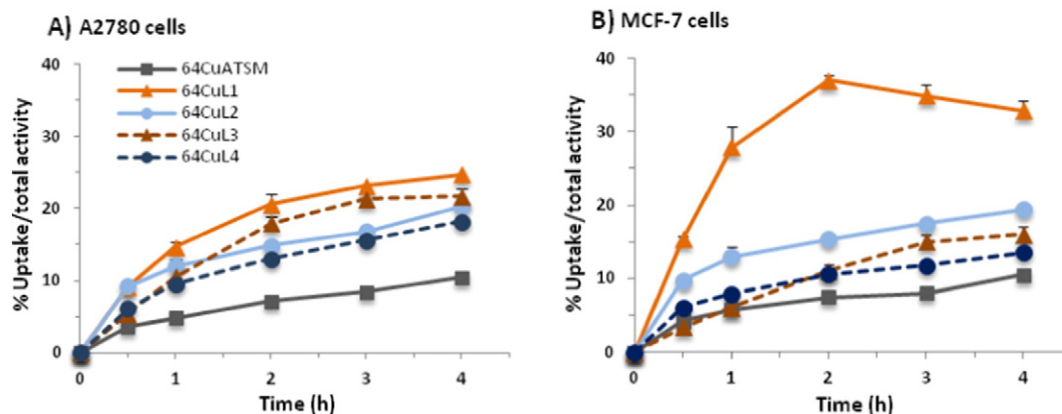 A) A2780 cells
% Uptake/total activity
40
30
20
10
0
64CuATSM
64CuL1
64CuL2
64CuL3
64CuL4
0 1 2 3 4
Time (h)
B) MCF-7 cells
% Uptake/total activity
40
30
20
10
0
0 1 2 3 4
Time (h)